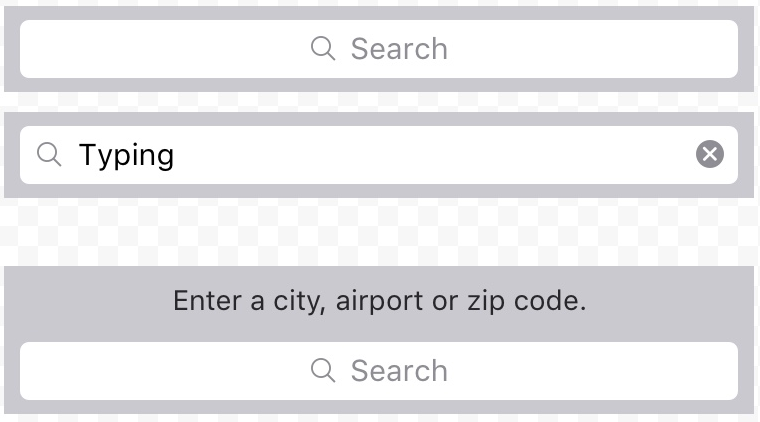 Search
Typing
Enter a city, airport or zip code.
Search